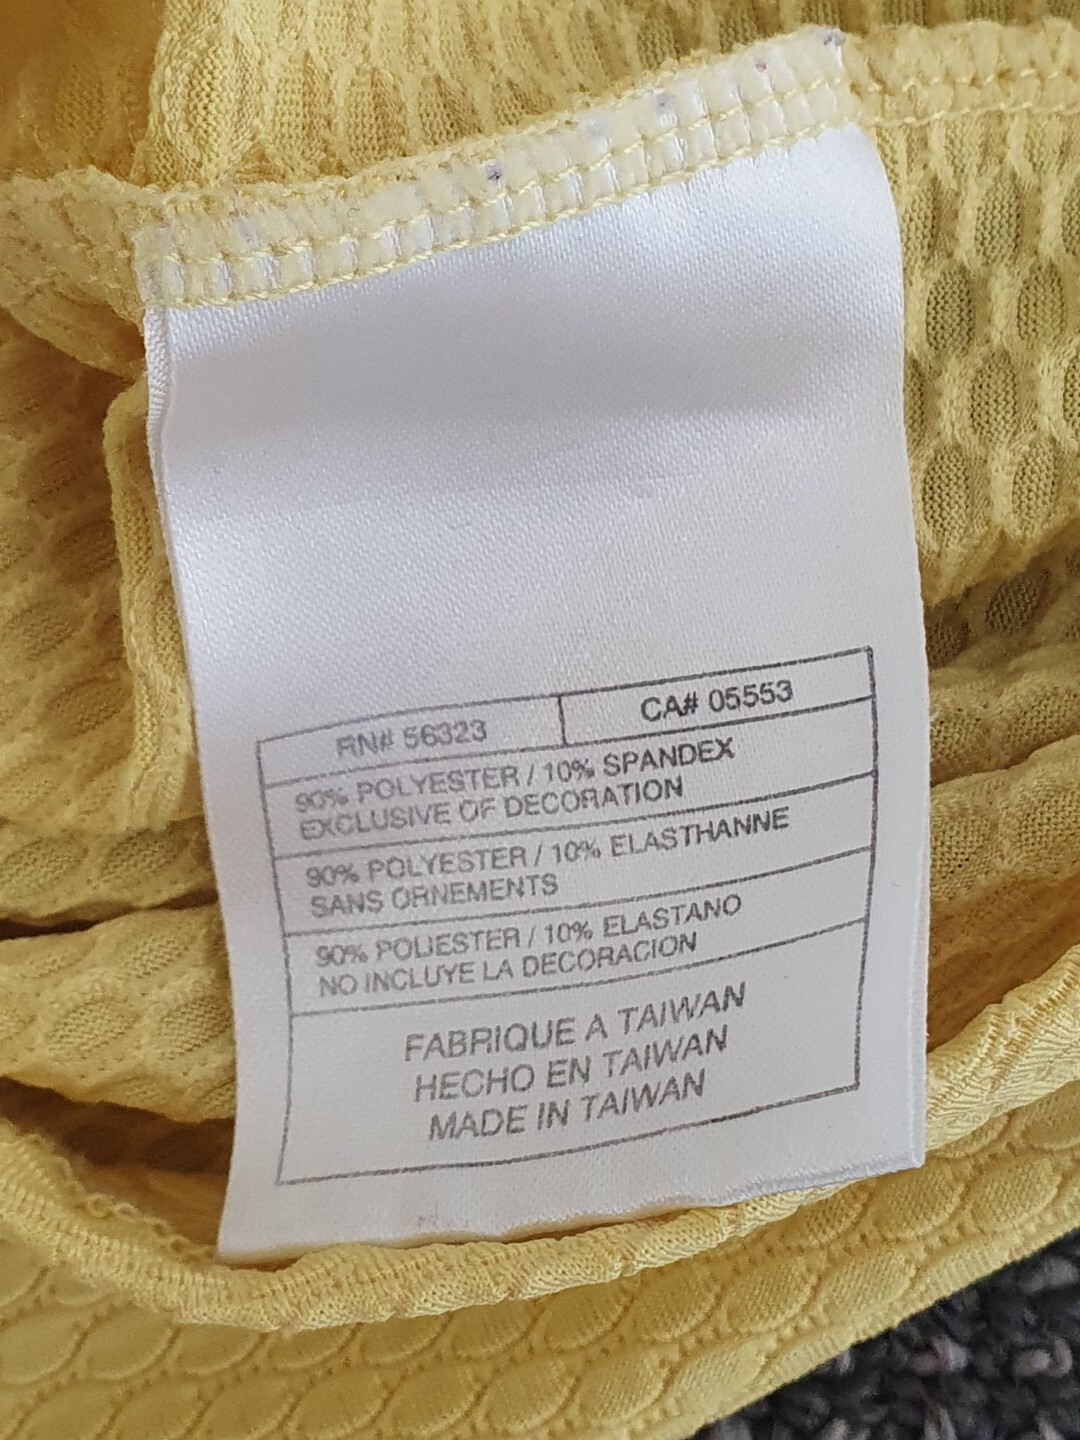 RN# 56323
CA# 05553
90% POLYESTER / 10% SPANDEX
EXCLUSIVE OF DECORATION
90% POLYESTER / 10% ELASTHANNE
SANS ORNEMENTS
90% POLIESTER / 10% ELASTANO
NO INCLUYE LA DECORACION
FABRIQUE A TAIWAN
HECHO EN TAIWAN
MADE IN TAIWAN